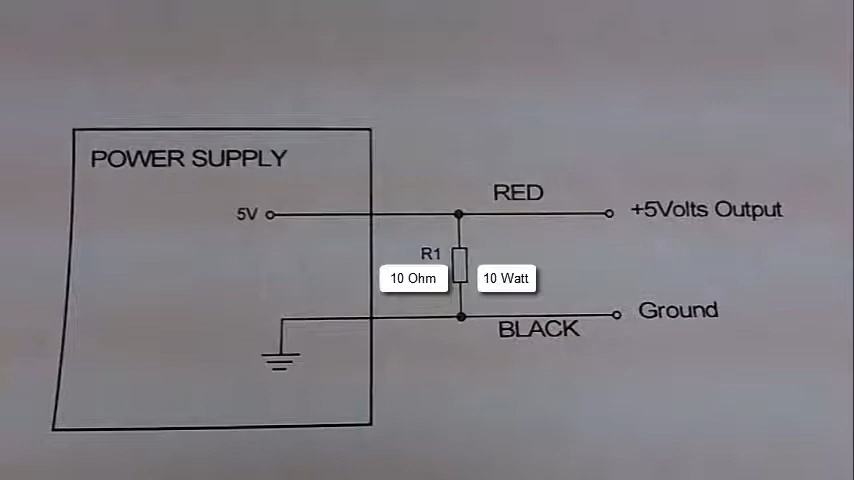 POWER SUPPLY
RED
5V
+5Volts Output
R1
10 Ohm
10 Watt
Ground
BLACK